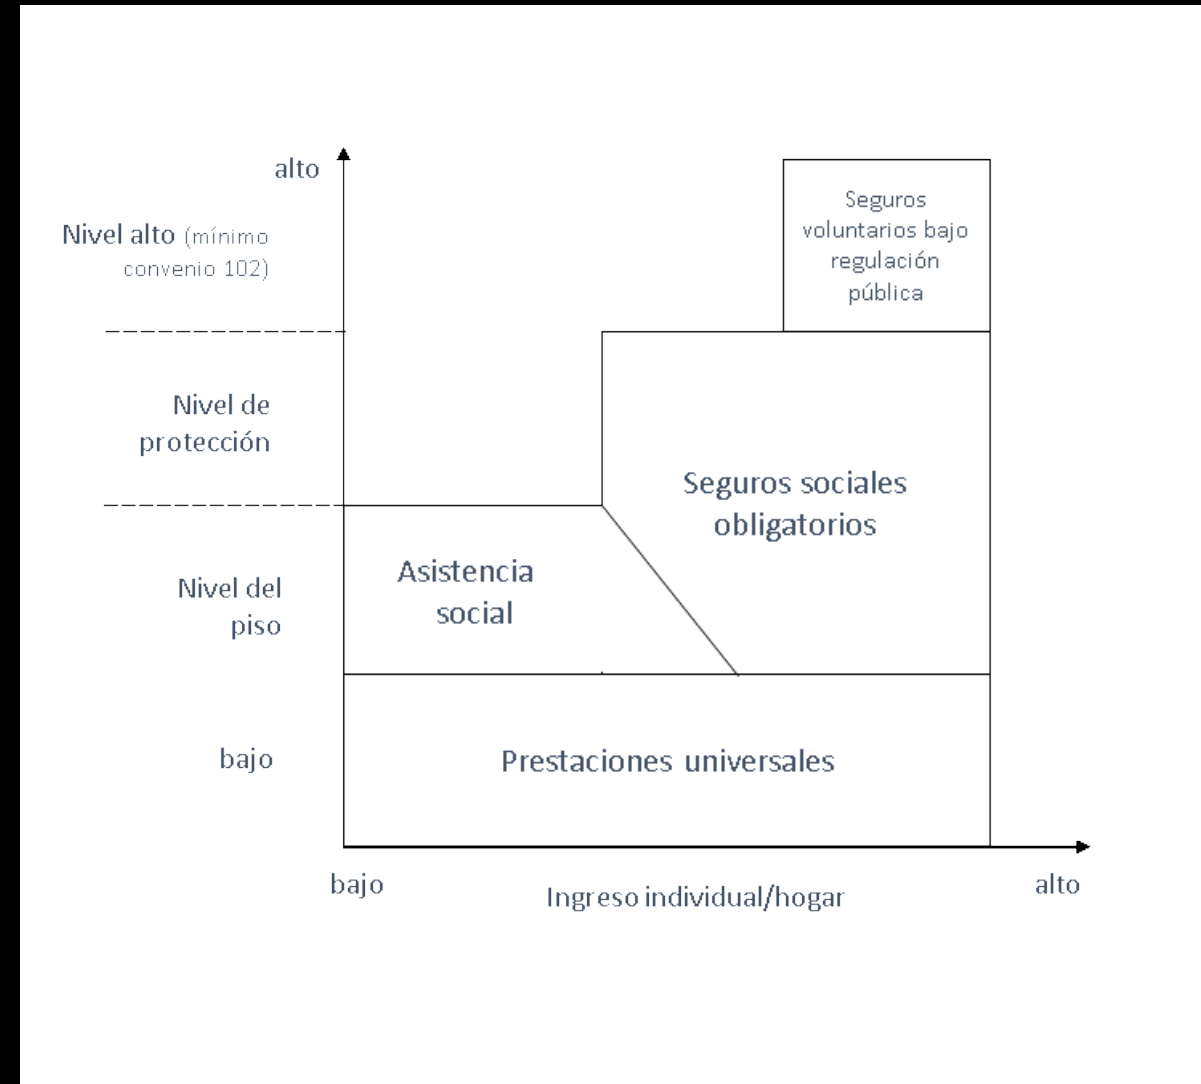 alto
Nivel alto (mínimo
convenio 102)
Seguros
voluntarios bajo
regulación
pública
Nivel de
protección
Seguros sociales
obligatorios
Asistencia
social
Nivel del
piso
bajo
Prestaciones universales
bajo
Ingreso individual/hogar
alto